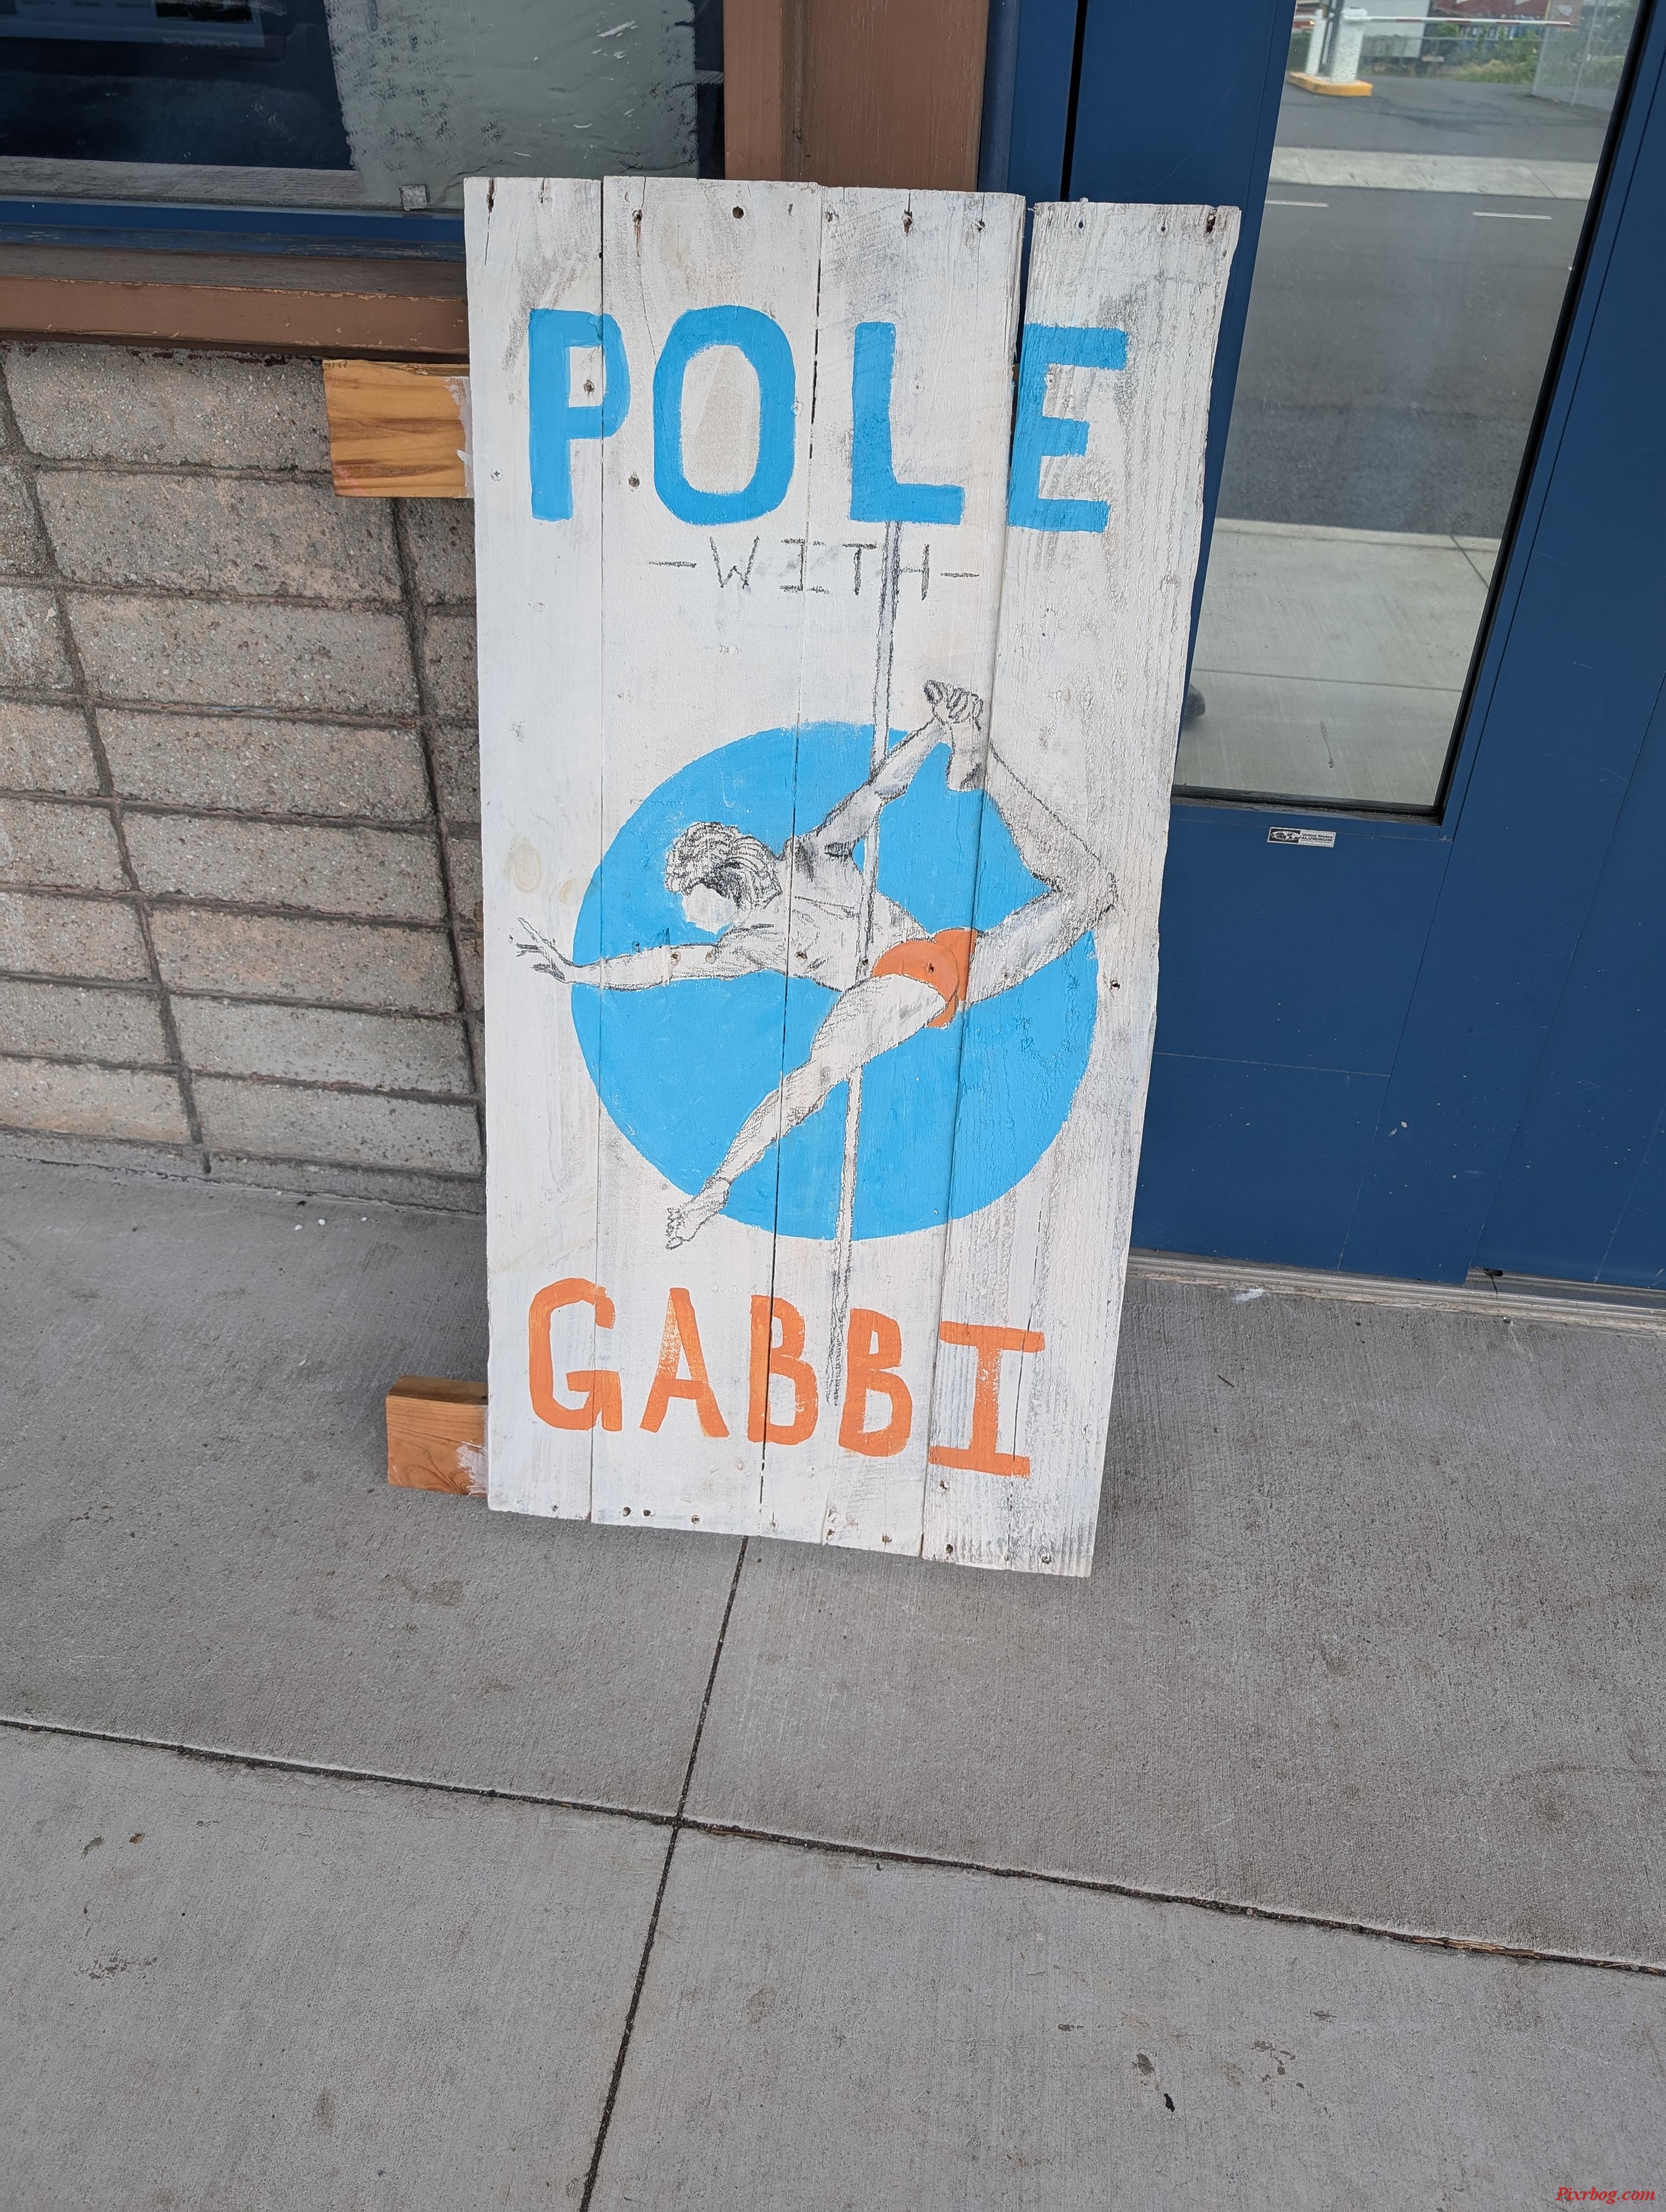 POLE
-WITH-
GABBI
Pixrbog.com